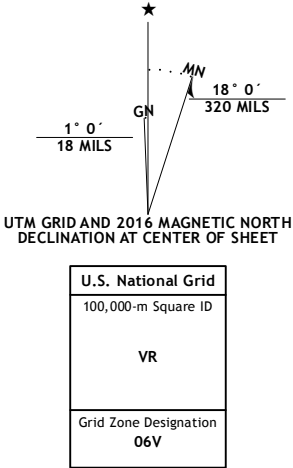 MN
GN
18° 0´
320 MILS
1° 0´
18 MILS
UTM GRID AND 2016 MAGNETIC NORTH
DECLINATION AT CENTER OF SHEET
U.S. National Grid
100,000-m Square ID
VR
Grid Zone Designation
06V